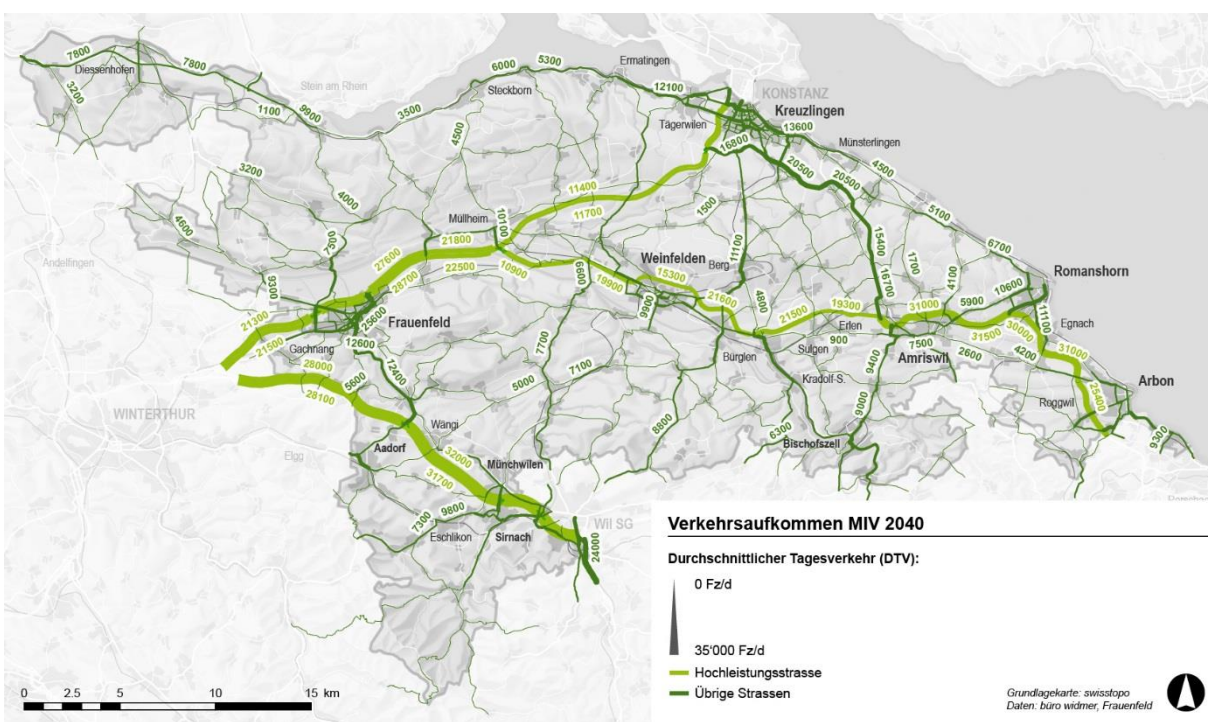 7800
Diessenhofen
7800
3200
1100
9900
Stein am Rhein
3500
6000
5300
Steckborn
Ermatingen
12100
KONSTANZ
Kreuzlingen
Tägerwilen
13600
Münsterlingen
16800
20500
20500
4500
5100
6700
4500
3200
4000
4600
11400
11700
1500
11100
Müllheim
10100
21800
7500
27600
28700
22500
10900
Andelfingen
9300
Weinfelden
Berg
6600
15300
19900
9900
21600
4800
15400
16700
1700
4100
Romanshorn
21300
21500
25600
Frauenfeld
Gachnang
12600
21500
19300
31000
5900
10600
11100
Erlen
31500
30000
Egnach
900
Sulgen
7500
Amriswil
2600
4200
31000
Bürglen
Kradolf-S.
9400
9000
Arbon
25400
Roggwil
9300
28000
5600
12400
28100
WINTERTHUR
7700
5000
7100
8800
6300
Bischofszell
Elgg
Wängi
Aadorf
32000
31700
Münchwilen
9800
7300
Eschlikon
Sirnach
Wil SG
24000
Verkehrsaufkommen MIV 2040
Durchschnittlicher Tagesverkehr (DTV):
0 Fz/d
35'000 Fz/d
Hochleistungsstrasse
Übrige Strassen
Grundlagekarte: swisstopo
Daten: büro widmer, Frauenfeld
0 2.5 5 10 15 km